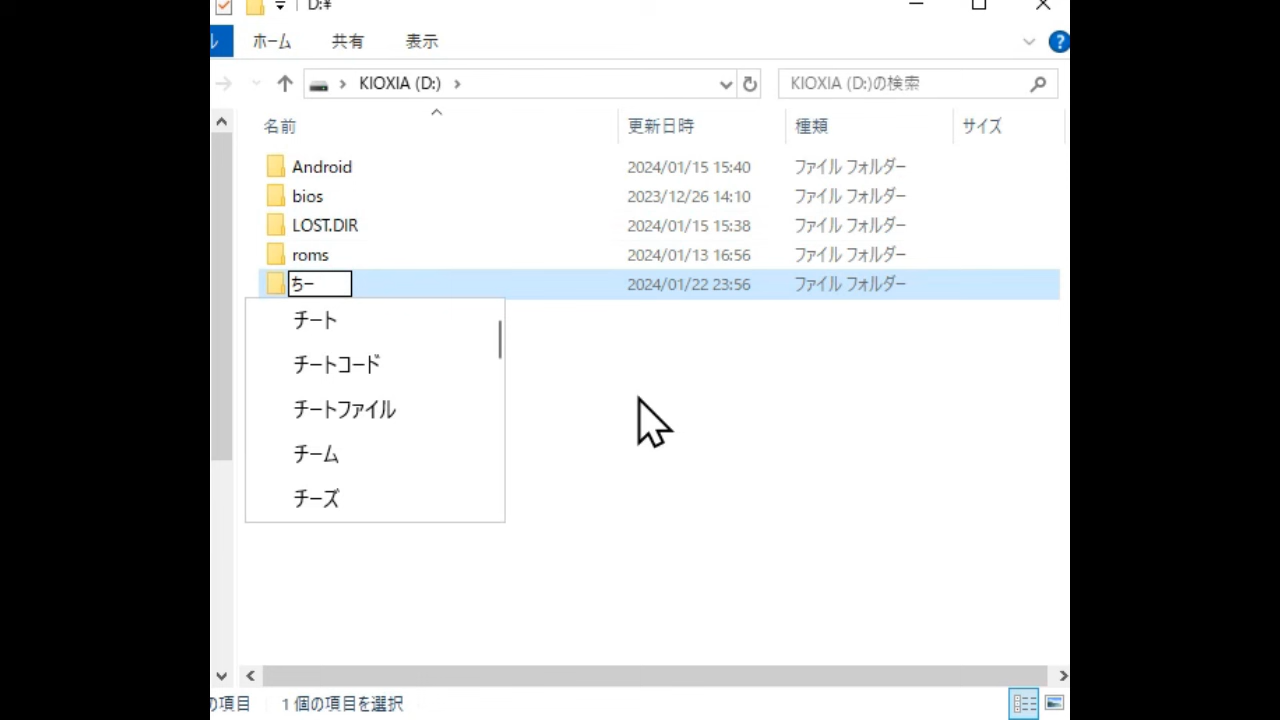 D:¥
ル ホーム 共有 表示
KIOXIA (D:) KIOXIA (D:)の検索
名前 更新日時 種類 サイズ
Android 2024/01/15 15:40 ファイル フォルダー
bios 2023/12/26 14:10 ファイル フォルダー
LOST.DIR 2024/01/15 15:38 ファイル フォルダー
roms 2024/01/13 16:56 ファイル フォルダー
ちー 2024/01/22 23:56 ファイル フォルダー
チート
チートコード
チートファイル
チーム
チーズ
の項目 1 個の項目を選択